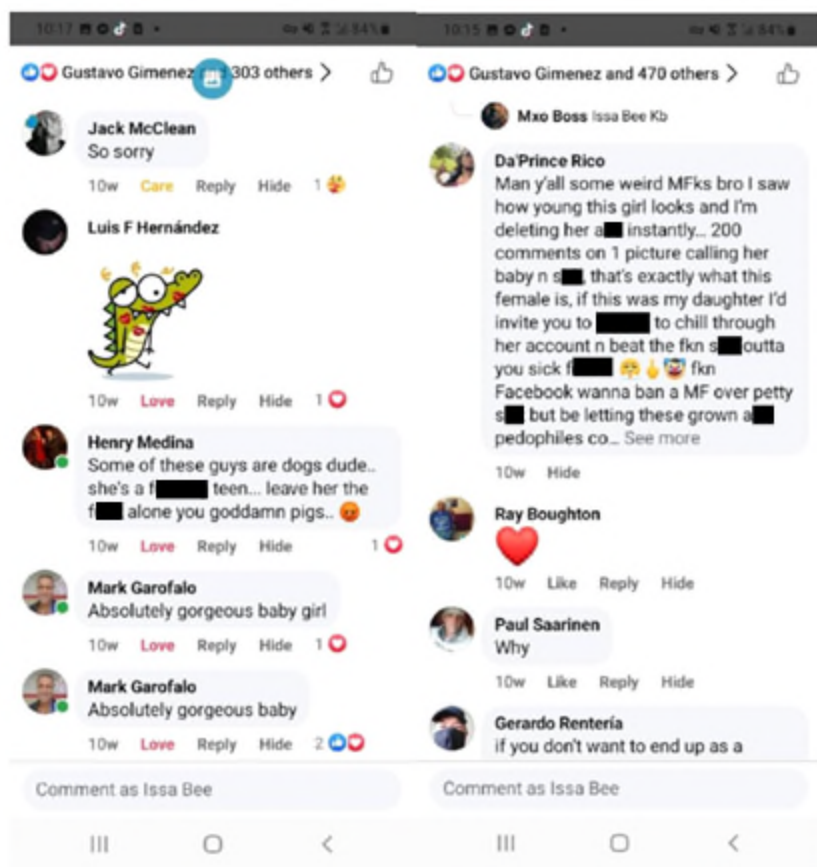 10:17
84%
Gustavo Gimenez and 303 others
Jack McClean
So sorry
10w Care Reply Hide 1
Luis F Hernández
10w Love Reply Hide 1
Henry Medina
Some of these guys are dogs dude..
she's a f teen... leave her the
f alone you goddamn pigs..
10w Love Reply Hide 1
Mark Garofalo
Absolutely gorgeous baby girl
10w Love Reply Hide 1
Mark Garofalo
Absolutely gorgeous baby
10w Love Reply Hide 2
Comment as Issa Bee
10:15
84%
Gustavo Gimenez and 470 others
Mxo Boss Issa Bee Kb
Da'Prince Rico
Man y'all some weird MFks bro I saw
how young this girl looks and I'm
deleting her a instantly... 200
comments on 1 picture calling her
baby n s, that's exactly what this
female is, if this was my daughter I'd
invite you to to chill through
her account n beat the fkn s outta
you sick f fkn
Facebook wanna ban a MF over petty
s but be letting these grown a
pedophiles co... See more
10w Hide
Ray Boughton
10w Like Reply Hide
Paul Saarinen
Why
10w Like Reply Hide
Gerardo Rentería
if you don't want to end up as a
Comment as Issa Bee